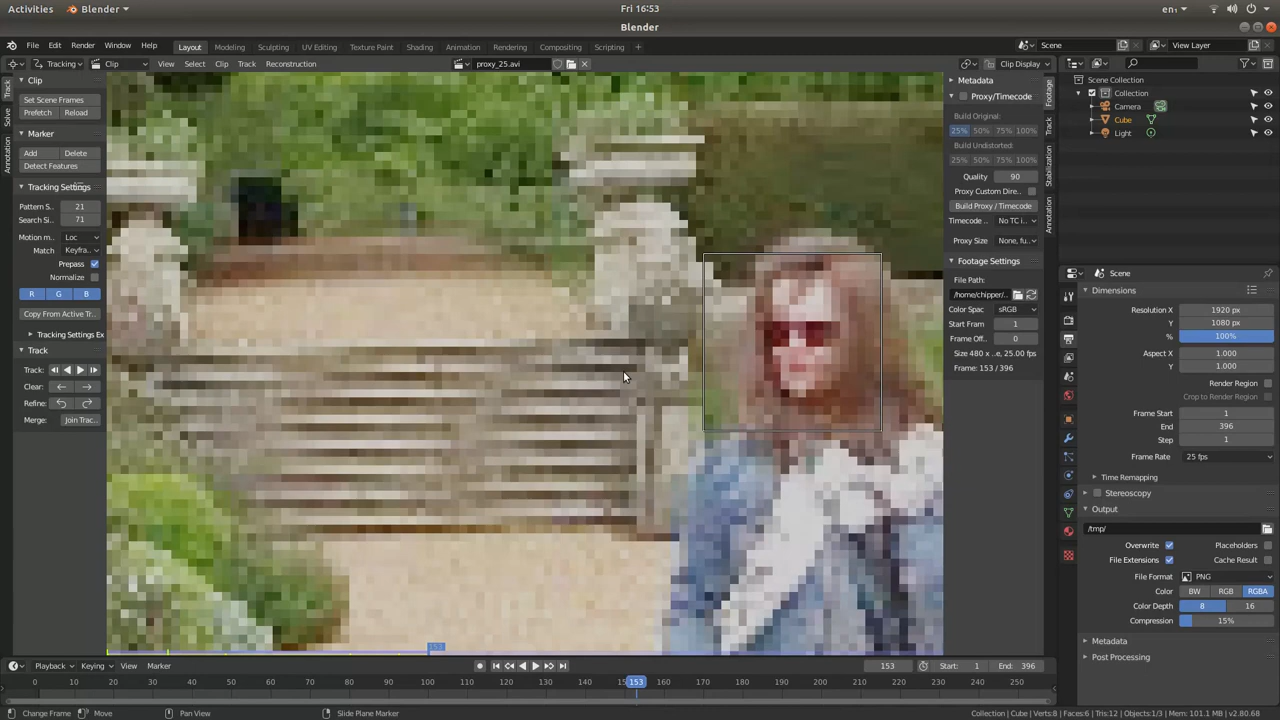 Activities Blender Fri 16:53 en₁
Blender
File Edit Render Window Help Layout Modeling Sculpting UV Editing Texture Paint Shading Animation Rendering Compositing Scripting + Scene View Layer
Tracking Clip View Select Clip Track Reconstruction proxy_25.avi Clip Display
Track
Solve
Annotation
Clip
Set Scene Frames
Prefetch Reload
Marker
Add Delete
Detect Features
Tracking Settings
Pattern S.. 21
Search Si.. 71
Motion m.. Loc
Match Keyfra..
Prepass
Normalize
R G B
Copy From Active Tr..
Tracking Settings Ex
Track
Track:
Clear:
Refine:
Merge: Join Trac..
153
Metadata
Proxy/Timecode
Build Original:
25% 50% 75% 100%
Build Undistorted:
25% 50% 75% 100%
Quality 90
Proxy Custom Dire..
Build Proxy / Timecode
Timecode .. No TC i..
Proxy Size None, fu..
Footage Settings
File Path:
/home/chipper/..
Color Spac sRGB
Start Fram 1
Frame Off.. 0
Size 480 x ..e, 25.00 fps
Frame: 153 / 396
Footage
Track
Stabilization
Annotation
Scene Collection
Collection
Camera
Cube
Light
Scene
Dimensions
Resolution X 1920 px
Y 1080 px
% 100%
Aspect X 1.000
Y 1.000
Render Region
Crop to Render Region
Frame Start 1
End 396
Step 1
Frame Rate 25 fps
Time Remapping
Stereoscopy
Output
/tmp/
Overwrite Placeholders
File Extensions Cache Result
File Format PNG
Color BW RGB RGBA
Color Depth 8 16
Compression 15%
Metadata
Post Processing
Playback Keying View Marker 153 Start: 1 End: 396
0 10 20 30 40 50 60 70 80 90 100 110 120 130 140 153 160 170 180 190 200 210 220 230 240 250
Change Frame Pan View Slide Plane Marker Collection | Cube | Verts:8 | Faces:6 | Tris:12 | Objects:1/3 | Mem: 101.1 MB | v2.80.68
Move